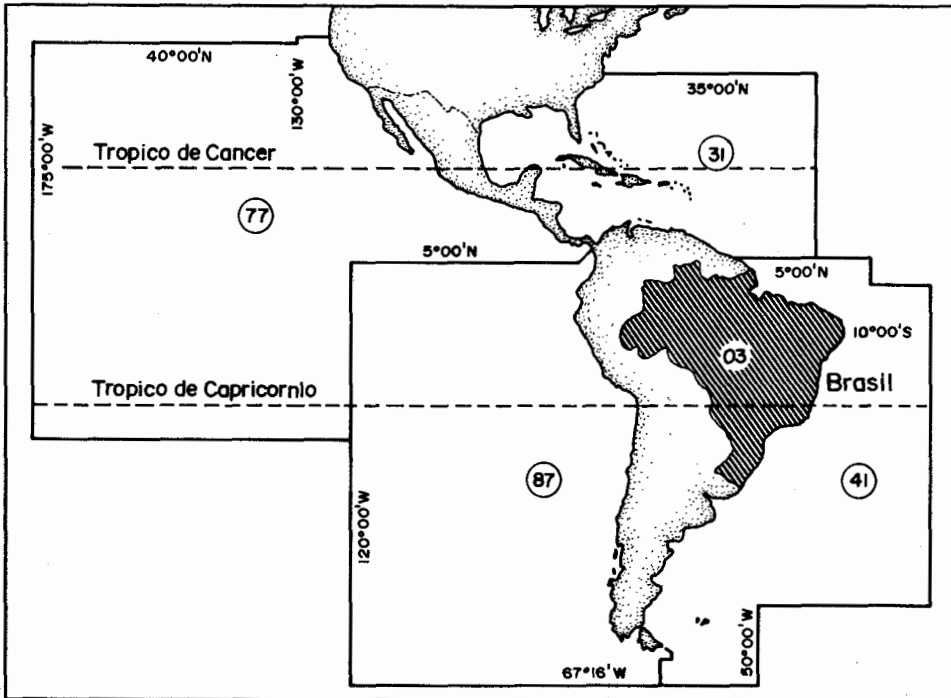 40°00'N
130°00'W
175°00'W
35°00'N
Tropico de Cancer
31
77
5°00'N
5°00'N
10°00'S
03
Tropico de Capricornio
Brasil
87
41
120°00'W
50°00'W
67°16'W